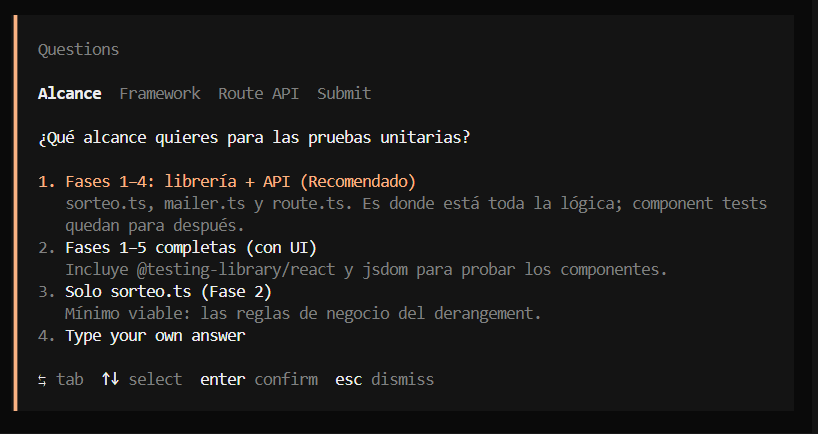 Questions
Alcance  Framework  Route API  Submit
¿Qué alcance quieres para las pruebas unitarias?
1. Fases 1–4: librería + API (Recomendado)
sorteo.ts, mailer.ts y route.ts. Es donde está toda la lógica; component tests
quedan para después.
2. Fases 1–5 completas (con UI)
Incluye @testing-library/react y jsdom para probar los componentes.
3. Solo sorteo.ts (Fase 2)
Mínimo viable: las reglas de negocio del derangement.
4. Type your own answer
⇆ tab  ↑↓ select  enter confirm  esc dismiss